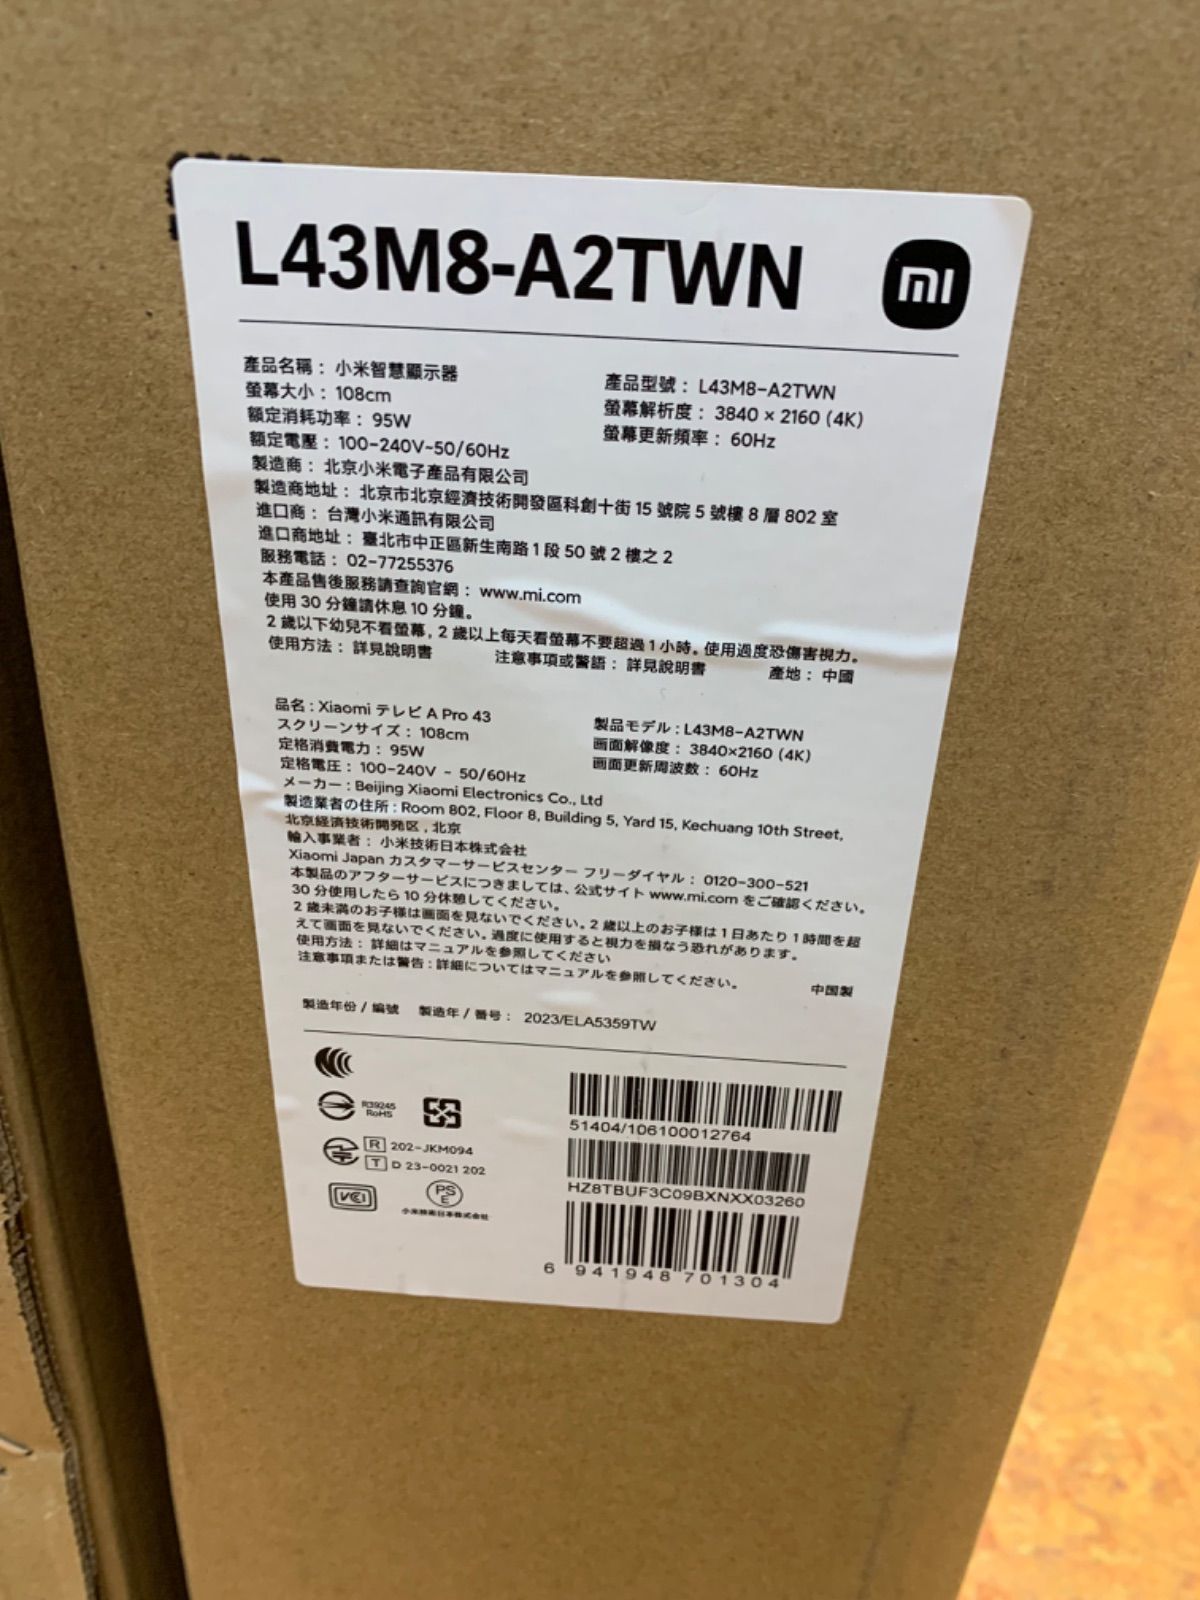 L43M8-A2TWN
mi
產品名稱：小米智慧顯示器
產品型號：L43M8-A2TWN
螢幕大小：108cm
螢幕解析度：3840 × 2160 (4K)
額定消耗功率：95W
螢幕更新頻率：60Hz
額定電壓：100-240V~50/60Hz
製造商：北京小米電子產品有限公司
製造商地址：北京市北京經濟技術開發區科創十街 15 號院 5 號樓 8 層 802 室
進口商：台灣小米通訊有限公司
進口商地址：臺北市中正區新生南路 1 段 50 號 2 樓之 2
服務電話：02-77255376
本產品售後服務請查詢官網：www.mi.com
使用 30 分鐘請休息 10 分鐘。
2 歲以下幼兒不看螢幕，2 歲以上每天看螢幕不要超過 1 小時。使用過度恐傷害視力。
使用方法：詳見說明書 注意事項或警語：詳見說明書 產地：中國
品名：Xiaomi テレビ A Pro 43
製品モデル：L43M8-A2TWN
スクリーンサイズ：108cm
画面解像度：3840×2160 (4K)
定格消費電力：95W
画面更新周波数：60Hz
定格電圧：100-240V ~ 50/60Hz
メーカー：Beijing Xiaomi Electronics Co., Ltd
製造業者の住所：Room 802, Floor 8, Building 5, Yard 15, Kechuang 10th Street,
北京経済技術開発区，北京
輸入事業者：小米技術日本株式会社
Xiaomi Japan カスタマーサービスセンター フリーダイヤル：0120-300-521
本製品のアフターサービスにつきましては、公式サイト www.mi.com をご確認ください。
30 分使用したら 10 分休憩してください。
2 歳未満のお子様は画面を見ないでください。2 歳以上のお子様は 1 日あたり 1 時間を超
えて画面を見ないでください。過度に使用すると視力を損なう恐れがあります。
使用方法：詳細はマニュアルを参照してください
注意事項または警告：詳細についてはマニュアルを参照してください。 中国製
製造年份 / 編號 製造年 / 番号：2023/ELA5359TW
R39245
RoHS
R 202-JKM094
T D 23-0021 202
VCCI
PS
E
小米技術日本株式会社
51404/106100012764
HZ8TBUF3C09BXNXX03260
6 941948 701304